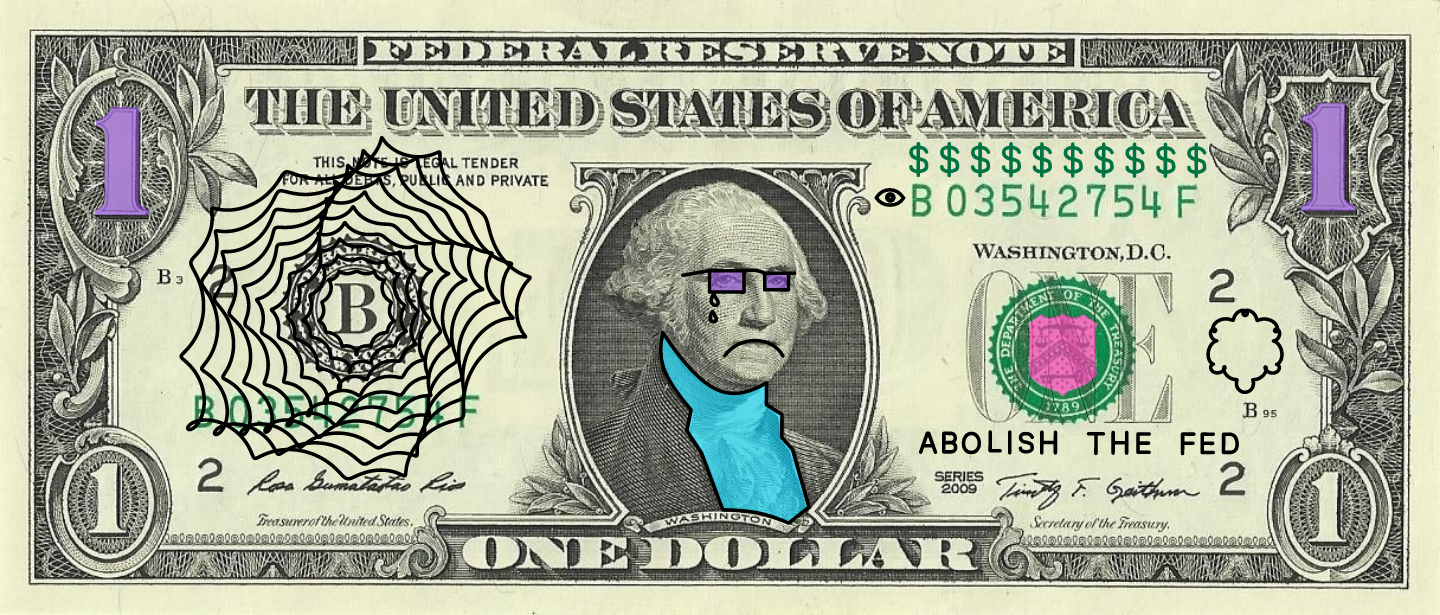 FEDERAL RESERVE NOTE
THE UNITED STATES OF AMERICA
1
1
THIS NOTE IS LEGAL TENDER
FOR ALL DEBTS, PUBLIC AND PRIVATE
$$$$$$$$$$
B 03542754 F
WASHINGTON, D.C.
B 3
2
2
B
ONE
THE DEPARTMENT OF THE TREASURY
1789
B 95
B 03542754 F
ABOLISH THE FED
2
2
Rosa Gumataotao Rios
SERIES
2009
Timothy F. Geithner
1
1
Treasurer of the United States.
WASHINGTON
Secretary of the Treasury.
ONE DOLLAR